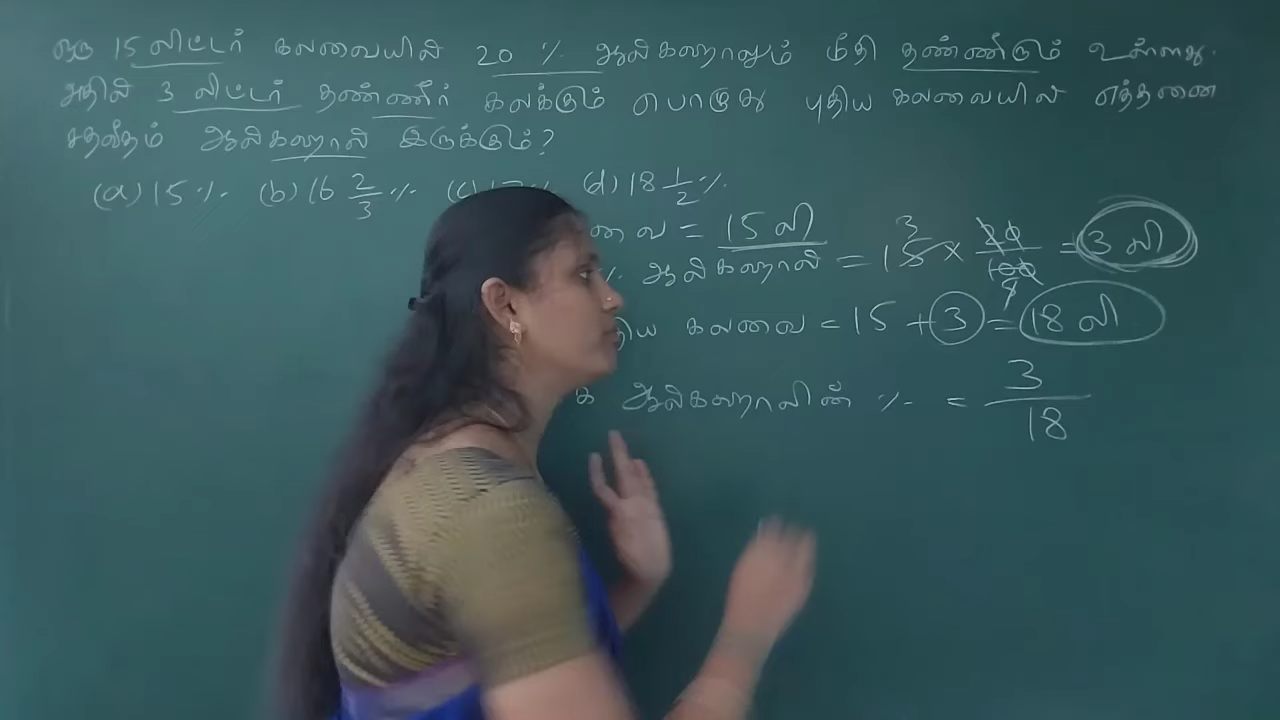 ஒரு 15 லிட்டர் கலவையில் 20 % ஆல்கஹாலும் மீதி தண்ணீரும் உள்ளது.
அதில் 3 லிட்டர் தண்ணீர் கலக்கும் பொழுது புதிய கலவையில் எத்தனை
சதவீதம் ஆல்கஹால் இருக்கும்?
(a) 15 % (b) 16 2/3 % (d) 18 1/2 %
= 15 லி
% ஆல்கஹால் = 15 3 × 20/100 = 3 லி
கலவை = 15 + 3 = 18 லி
ஆல்கஹாலின் % = 3/18